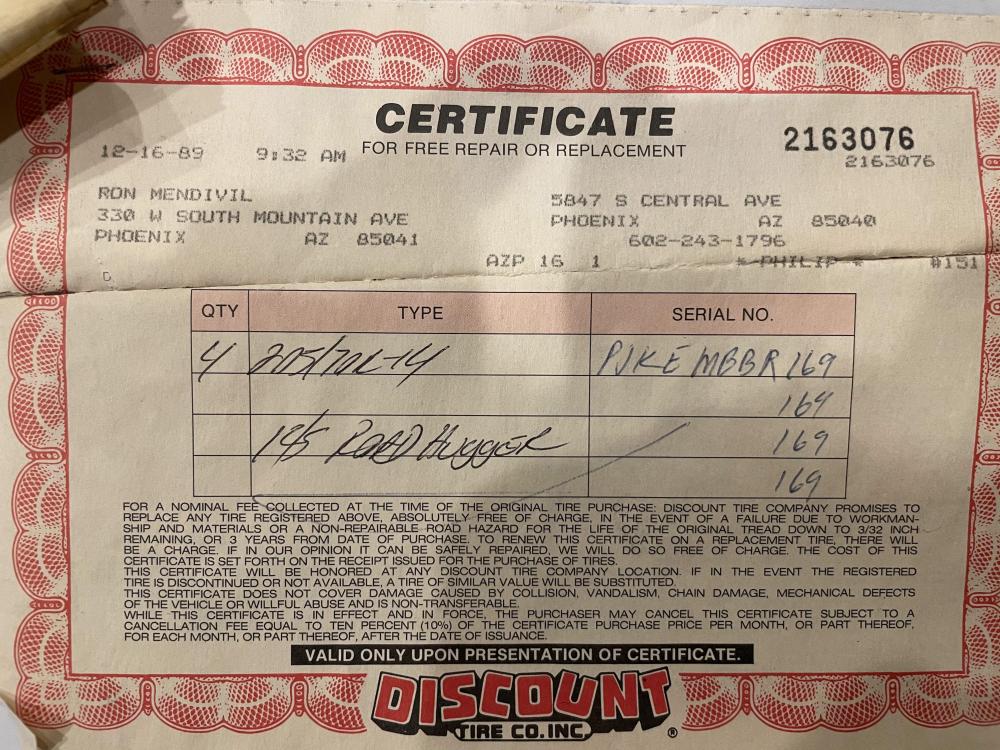 CERTIFICATE
FOR FREE REPAIR OR REPLACEMENT
2163076
12-16-89 9:32 AM 2163076
RON MENDIVIL 5847 S CENTRAL AVE
330 W SOUTH MOUNTAIN AVE PHOENIX AZ 85040
PHOENIX AZ 85041 602-243-1796
AZP 16 1 * PHILIP * #151
QTY TYPE SERIAL NO.
4 205/70R-14 PJKE MBBR 169
169
ROAD HUGGER 169
169
FOR A NOMINAL FEE COLLECTED AT THE TIME OF THE ORIGINAL TIRE PURCHASE: DISCOUNT TIRE COMPANY PROMISES TO
REPLACE ANY TIRE REGISTERED ABOVE, ABSOLUTELY FREE OF CHARGE, IN THE EVENT OF A FAILURE DUE TO WORKMAN-
SHIP AND MATERIALS OR A NON-REPAIRABLE ROAD HAZARD FOR THE LIFE OF THE ORIGINAL TREAD DOWN TO 3/32 INCH
REMAINING, OR 3 YEARS FROM DATE OF PURCHASE. TO RENEW THIS CERTIFICATE ON A REPLACEMENT TIRE, THERE WILL
BE A CHARGE. IF IN OUR OPINION IT CAN BE SAFELY REPAIRED, WE WILL DO SO FREE OF CHARGE. THE COST OF THIS
CERTIFICATE IS SET FORTH ON THE RECEIPT ISSUED FOR THE PURCHASE OF TIRES.
THIS CERTIFICATE WILL BE HONORED AT ANY DISCOUNT TIRE COMPANY LOCATION. IF IN THE EVENT THE REGISTERED
TIRE IS DISCONTINUED OR NOT AVAILABLE, A TIRE OF SIMILAR VALUE WILL BE SUBSTITUTED.
THIS CERTIFICATE DOES NOT COVER DAMAGE CAUSED BY COLLISION, VANDALISM, CHAIN DAMAGE, MECHANICAL DEFECTS
OF THE VEHICLE OR WILLFUL ABUSE AND IS NON-TRANSFERABLE.
WHILE THIS CERTIFICATE IS IN EFFECT AND IN FORCE, THE PURCHASER MAY CANCEL THIS CERTIFICATE SUBJECT TO A
CANCELLATION FEE EQUAL TO TEN PERCENT (10%) OF THE CERTIFICATE PURCHASE PRICE PER MONTH, OR PART THEREOF,
FOR EACH MONTH, OR PART THEREOF, AFTER THE DATE OF ISSUANCE.
VALID ONLY UPON PRESENTATION OF CERTIFICATE.
DISCOUNT
TIRE CO. INC. ®